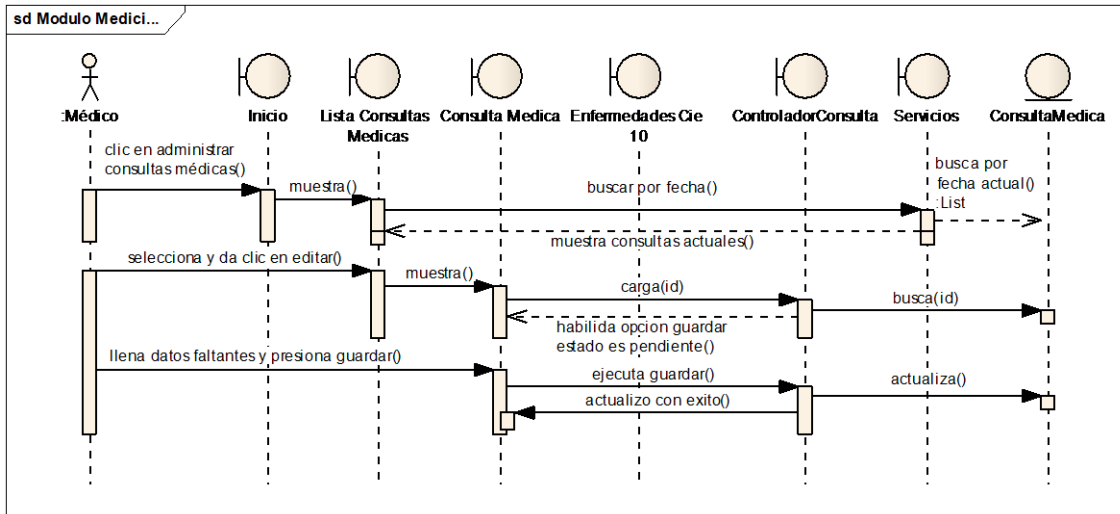 sd Modulo Medici...
:Médico
Inicio
Lista Consultas
Medicas
Consulta Medica
Enfermedades Cie
10
ControladorConsulta
Servicios
ConsultaMedica
clic en administrar
consultas médicas()
muestra()
buscar por fecha()
busca por
fecha actual()
:List
muestra consultas actuales()
selecciona y da clic en editar()
muestra()
carga(id)
busca(id)
habilida opcion guardar
estado es pendiente()
llena datos faltantes y presiona guardar()
ejecuta guardar()
actualiza()
actualizo con exito()